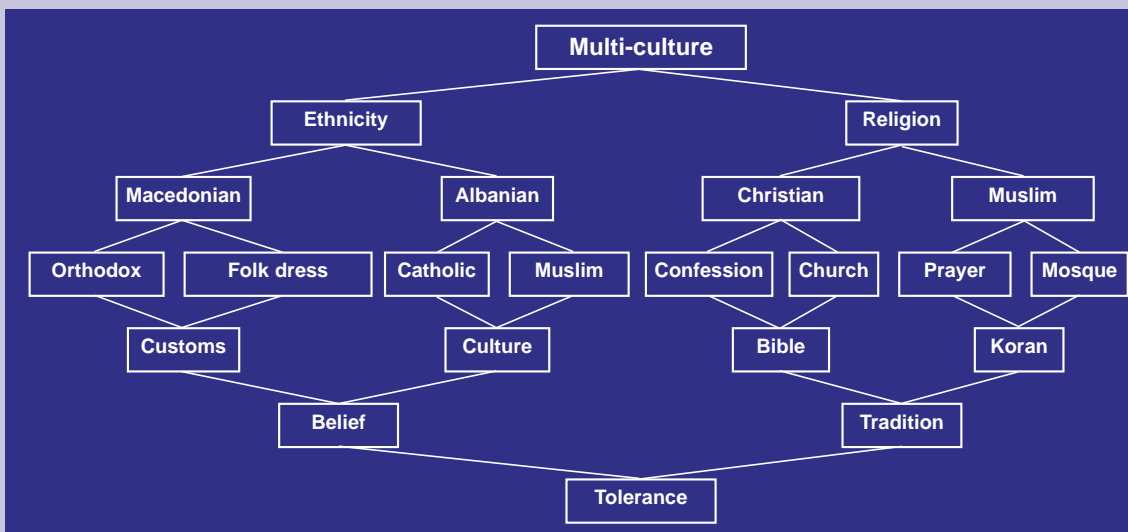 Multi-culture
Ethnicity
Religion
Macedonian
Albanian
Christian
Muslim
Orthodox
Folk dress
Catholic
Muslim
Confession
Church
Prayer
Mosque
Customs
Culture
Bible
Koran
Belief
Tradition
Tolerance